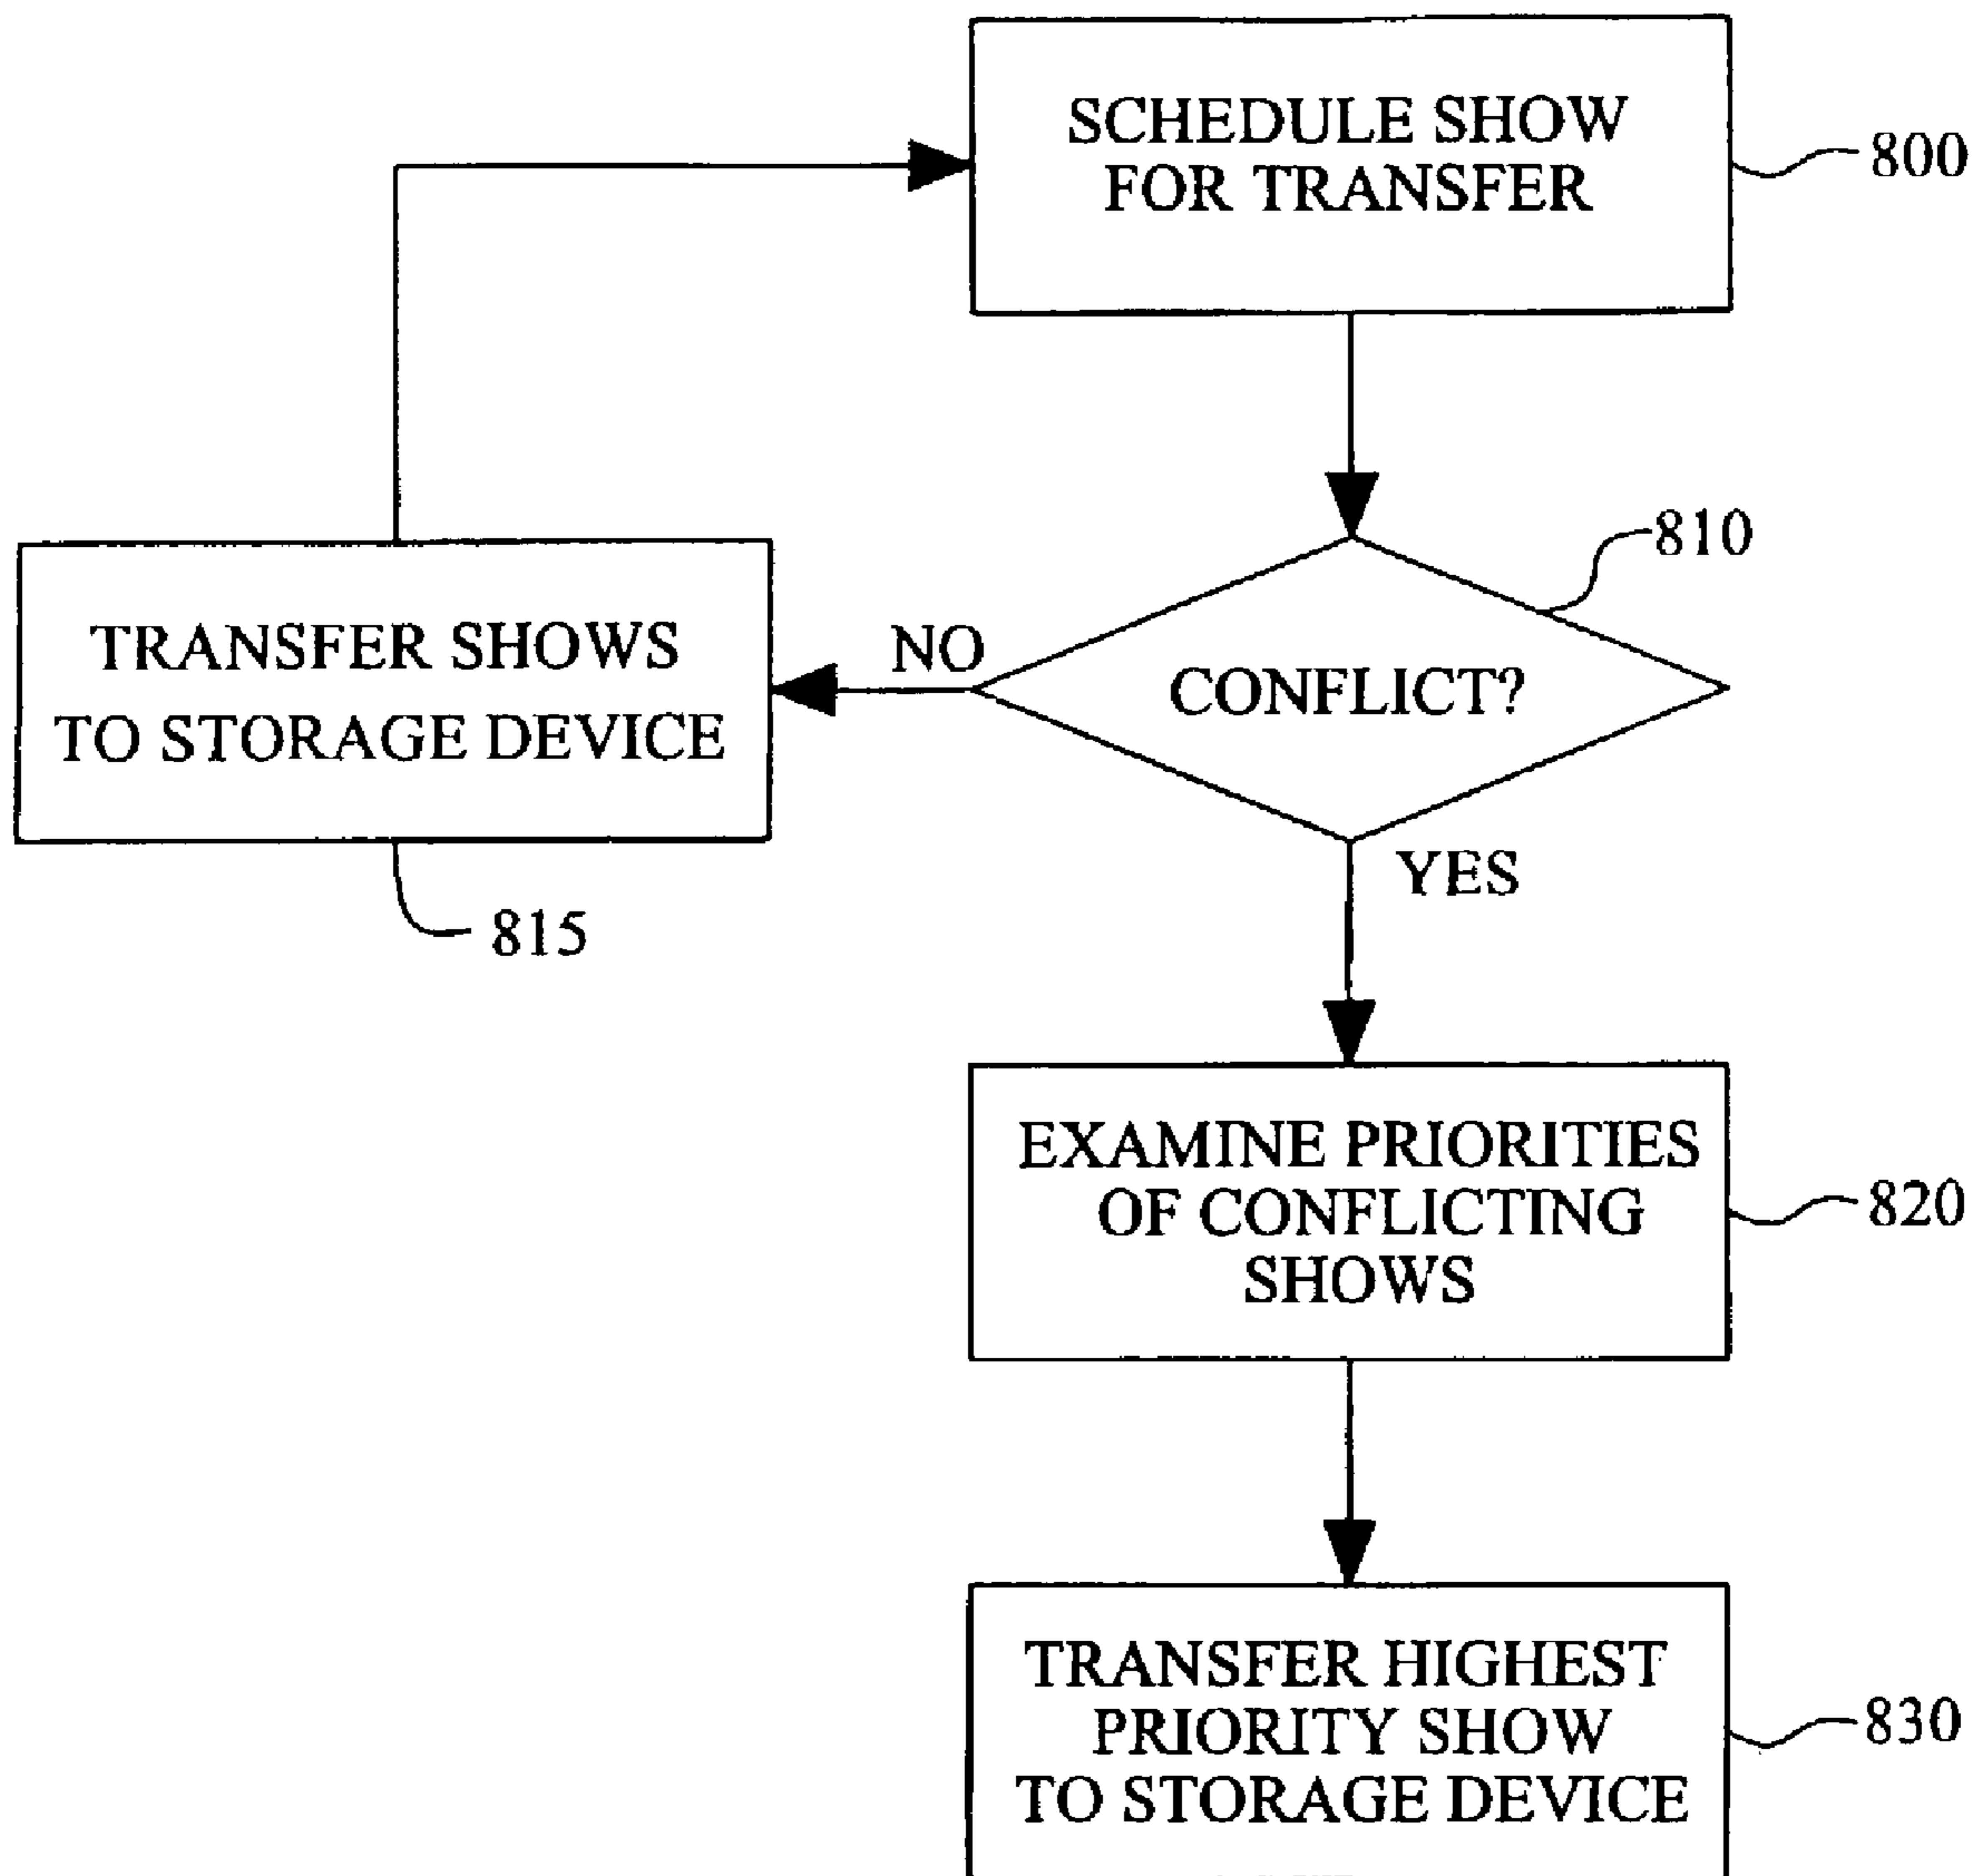 SCHEDULE SHOW
FOR TRANSFER
800
810
CONFLICT?
NO
TRANSFER SHOWS
TO STORAGE DEVICE
815
YES
EXAMINE PRIORITIES
OF CONFLICTING
SHOWS
820
TRANSFER HIGHEST
PRIORITY SHOW
TO STORAGE DEVICE
830